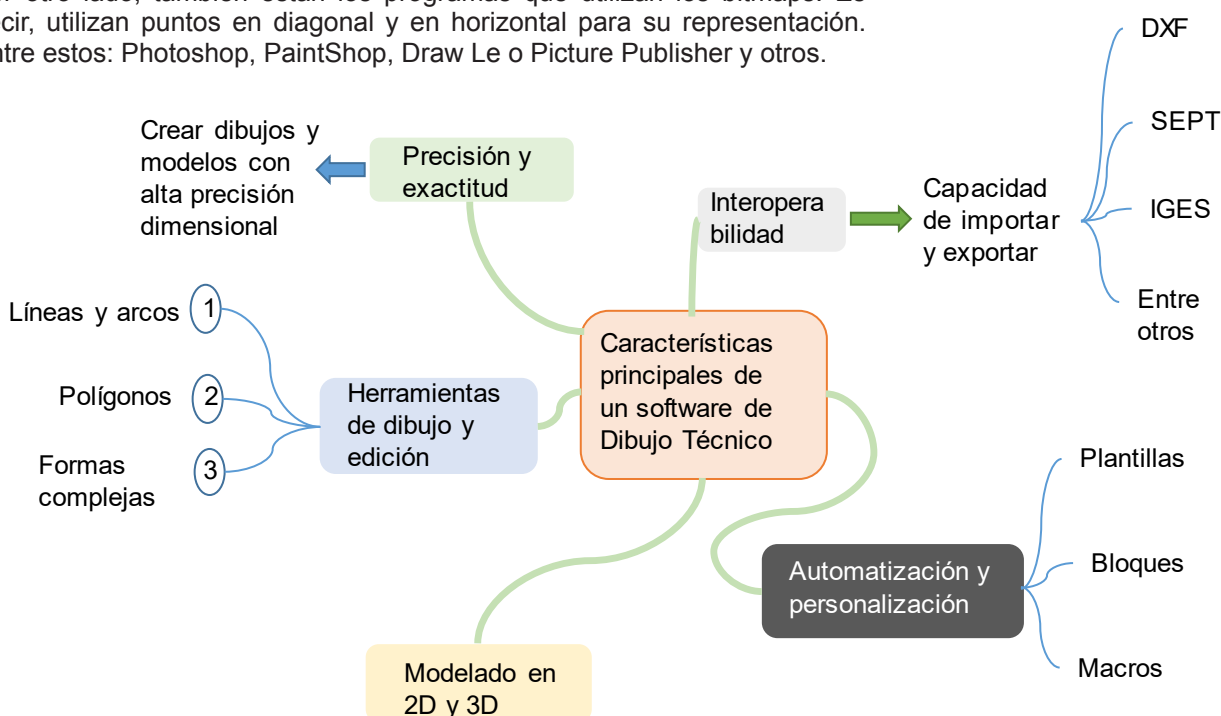 decir, utilizan puntos en diagonal y en horizontal para su representación.
Entre estos: Photoshop, PaintShop, Draw Le o Picture Publisher y otros.
Crear dibujos y
modelos con
alta precisión
dimensional
Precisión y
exactitud
Interopera
bilidad
Capacidad
de importar
y exportar
DXF
SEPT
IGES
Entre
otros
Líneas y arcos 1
Polígonos 2
Formas
complejas
3
Herramientas
de dibujo y
edición
Características
principales de
un software de
Dibujo Técnico
Automatización y
personalización
Plantillas
Bloques
Macros
Modelado en
2D y 3D